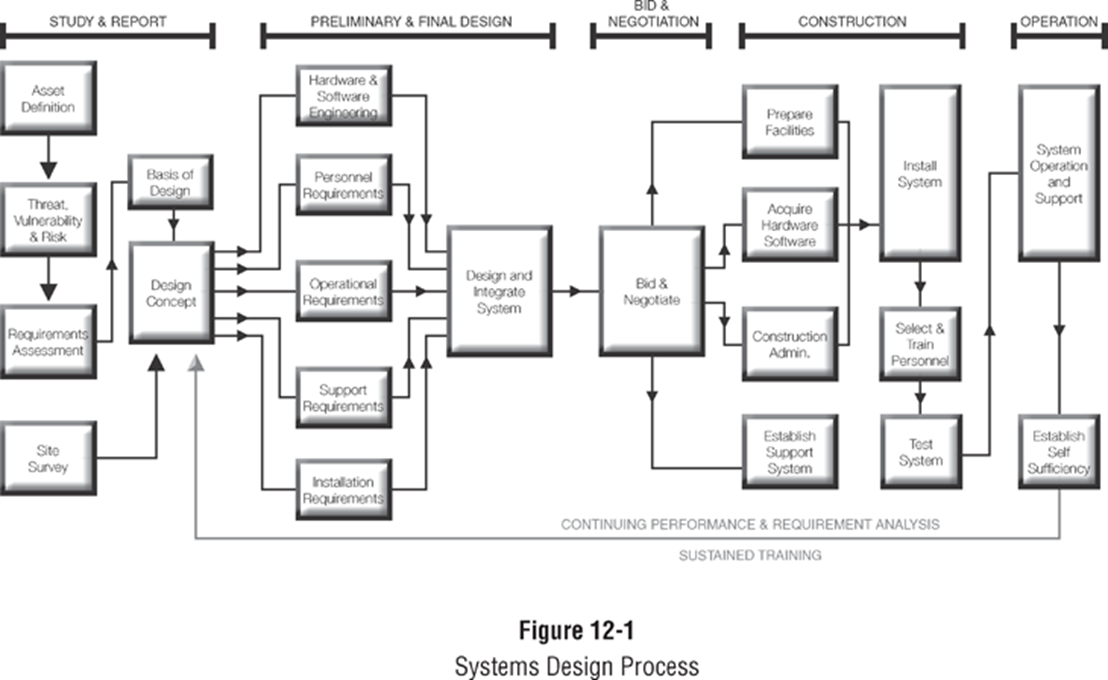 STUDY & REPORT
PRELIMINARY & FINAL DESIGN
BID &
NEGOTIATION
CONSTRUCTION
OPERATION
Asset
Definition
Threat,
Vulnerability
& Risk
Requirements
Assessment
Site
Survey
Basis of
Design
Design
Concept
Hardware &
Software
Engineering
Personnel
Requirements
Operational
Requirements
Support
Requirements
Installation
Requirements
Design and
Integrate
System
Bid &
Negotiate
Prepare
Facilities
Acquire
Hardware
Software
Construction
Admin.
Establish
Support
System
Install
System
Select &
Train
Personnel
Test
System
System
Operation
and
Support
Establish
Self
Sufficiency
CONTINUING PERFORMANCE & REQUIREMENT ANALYSIS
SUSTAINED TRAINING
Figure 12-1
Systems Design Process